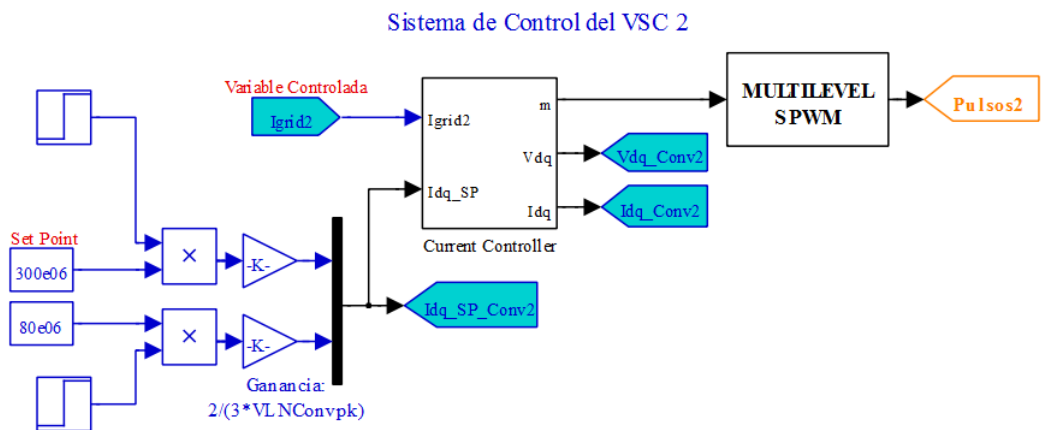 Sistema de Control del VSC 2
Variable Controlada
Igrid2
Igrid2
Idq_SP
m
Vdq
Idq
Current Controller
MULTILEVEL
SPWM
Pulsos2
Vdq_Conv2
Idq_Conv2
Set Point
300e06
×
-K-
80e06
×
-K-
Idq_SP_Conv2
Ganancia:
2/(3*VLNConvpk)